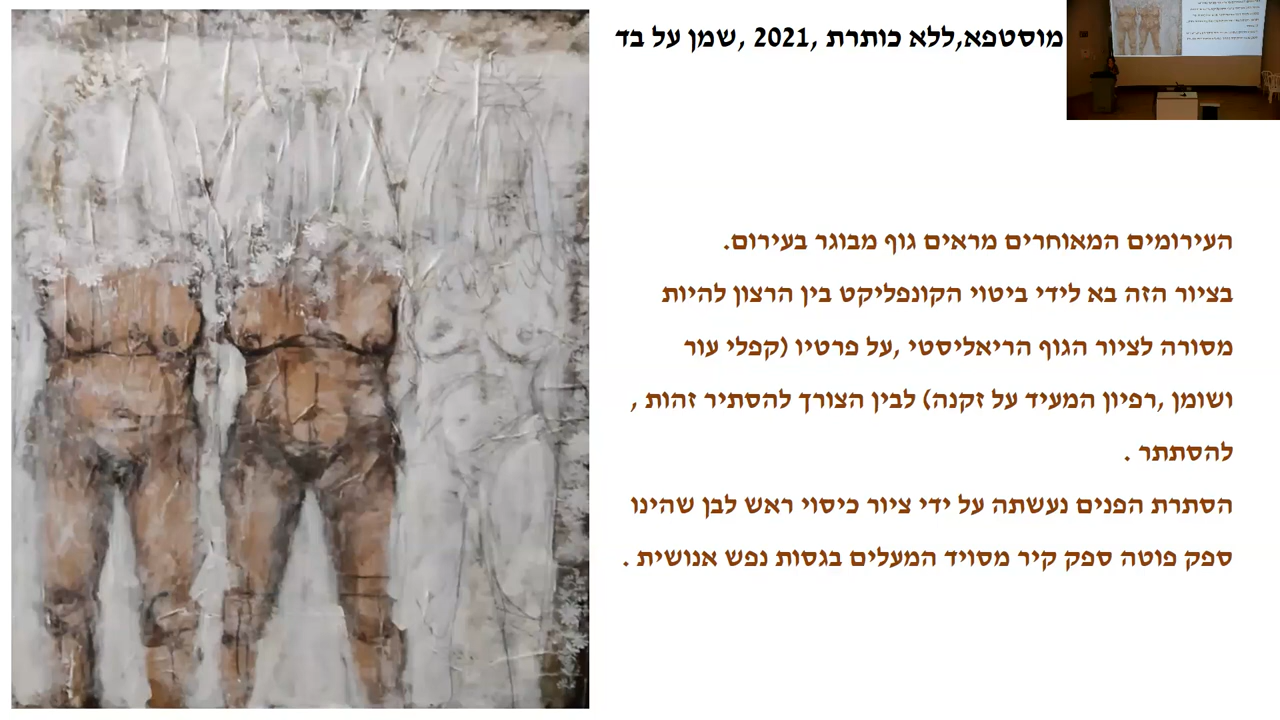 מוסטפא,ללא כותרת ,2021 ,שמן על בד
העירומים המאוחרים מראים גוף מבוגר בעירום.
בציור הזה בא לידי ביטוי הקונפליקט בין הרצון להיות
מסורה לציור הגוף הריאליסטי ,על פרטיו (קפלי עור
ושומן ,רפיון המעיד על זקנה) לבין הצורך להסתיר זהות ,
להסתתר .
הסתרת הפנים נעשתה על ידי ציור כיסוי ראש לבן שהינו
ספק פוטה ספק קיר מסויד המעלים בגסות נפש אנושית .